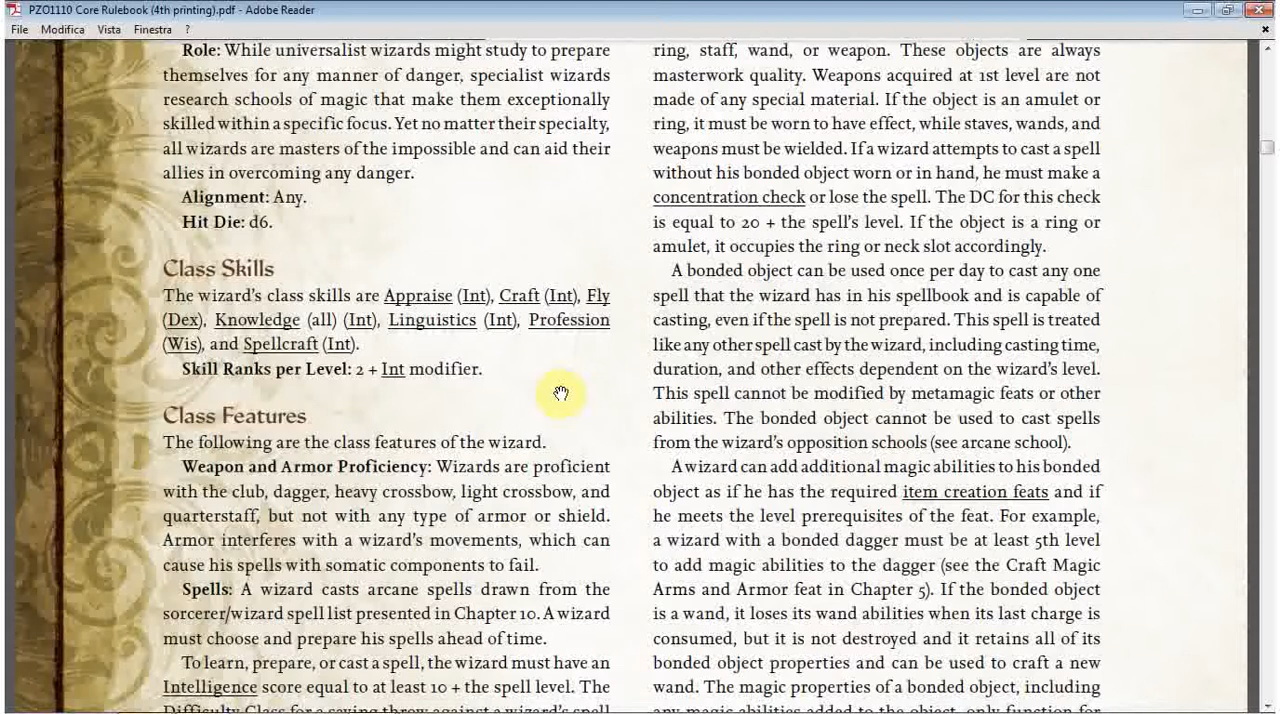 PZO1110 Core Rulebook (4th printing).pdf - Adobe Reader
File Modifica Vista Finestra ?
Role: While universalist wizards might study to prepare
themselves for any manner of danger, specialist wizards
research schools of magic that make them exceptionally
skilled within a specific focus. Yet no matter their specialty,
all wizards are masters of the impossible and can aid their
allies in overcoming any danger.
Alignment: Any.
Hit Die: d6.
Class Skills
The wizard's class skills are Appraise (Int), Craft (Int), Fly
(Dex), Knowledge (all) (Int), Linguistics (Int), Profession
(Wis), and Spellcraft (Int).
Skill Ranks per Level: 2 + Int modifier.
Class Features
The following are the class features of the wizard.
Weapon and Armor Proficiency: Wizards are proficient
with the club, dagger, heavy crossbow, light crossbow, and
quarterstaff, but not with any type of armor or shield.
Armor interferes with a wizard's movements, which can
cause his spells with somatic components to fail.
Spells: A wizard casts arcane spells drawn from the
sorcerer/wizard spell list presented in Chapter 10. A wizard
must choose and prepare his spells ahead of time.
To learn, prepare, or cast a spell, the wizard must have an
Intelligence score equal to at least 10 + the spell level. The
Difficulty Class for a saving throw against a wizard's spell
ring, staff, wand, or weapon. These objects are always
masterwork quality. Weapons acquired at 1st level are not
made of any special material. If the object is an amulet or
ring, it must be worn to have effect, while staves, wands, and
weapons must be wielded. If a wizard attempts to cast a spell
without his bonded object worn or in hand, he must make a
concentration check or lose the spell. The DC for this check
is equal to 20 + the spell's level. If the object is a ring or
amulet, it occupies the ring or neck slot accordingly.
A bonded object can be used once per day to cast any one
spell that the wizard has in his spellbook and is capable of
casting, even if the spell is not prepared. This spell is treated
like any other spell cast by the wizard, including casting time,
duration, and other effects dependent on the wizard's level.
This spell cannot be modified by metamagic feats or other
abilities. The bonded object cannot be used to cast spells
from the wizard's opposition schools (see arcane school).
A wizard can add additional magic abilities to his bonded
object as if he has the required item creation feats and if
he meets the level prerequisites of the feat. For example,
a wizard with a bonded dagger must be at least 5th level
to add magic abilities to the dagger (see the Craft Magic
Arms and Armor feat in Chapter 5). If the bonded object
is a wand, it loses its wand abilities when its last charge is
consumed, but it is not destroyed and it retains all of its
bonded object properties and can be used to craft a new
wand. The magic properties of a bonded object, including
any magic abilities added to the object, only function for